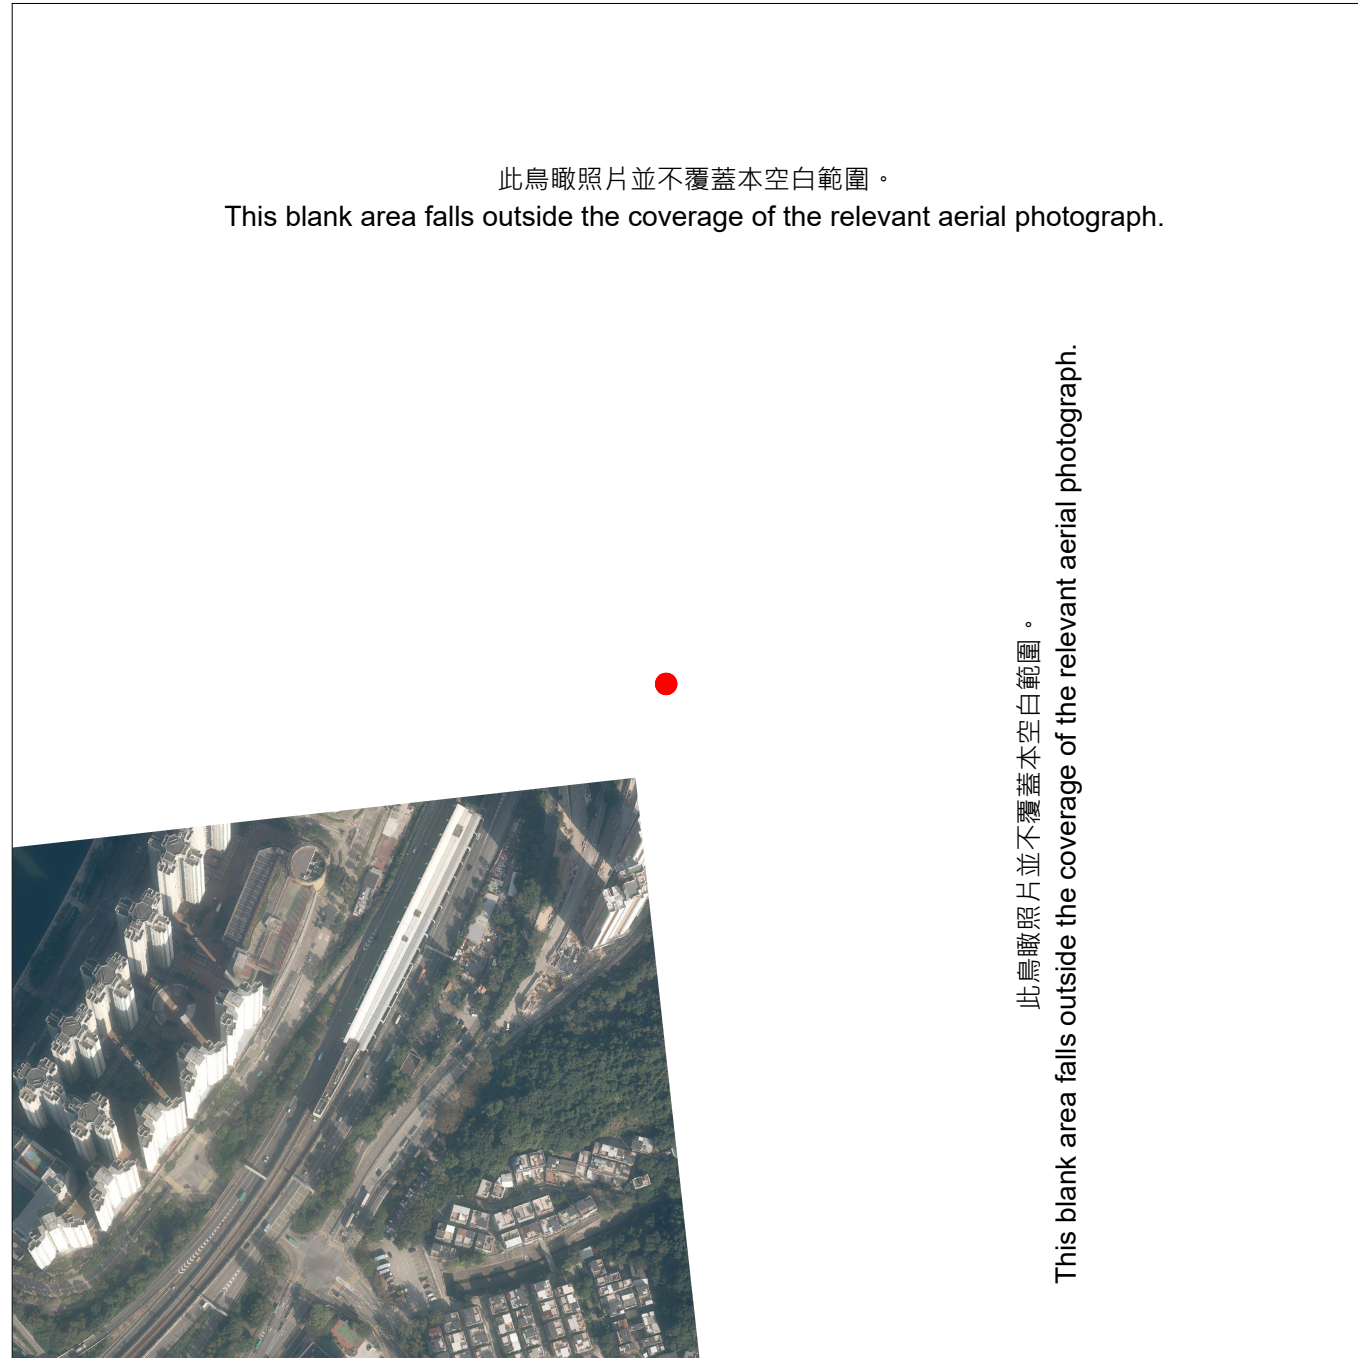 此鳥瞰照片並不覆蓋本空白範圍。
This blank area falls outside the coverage of the relevant aerial photograph.
此鳥瞰照片並不覆蓋本空白範圍。
This blank area falls outside the coverage of the relevant aerial photograph.